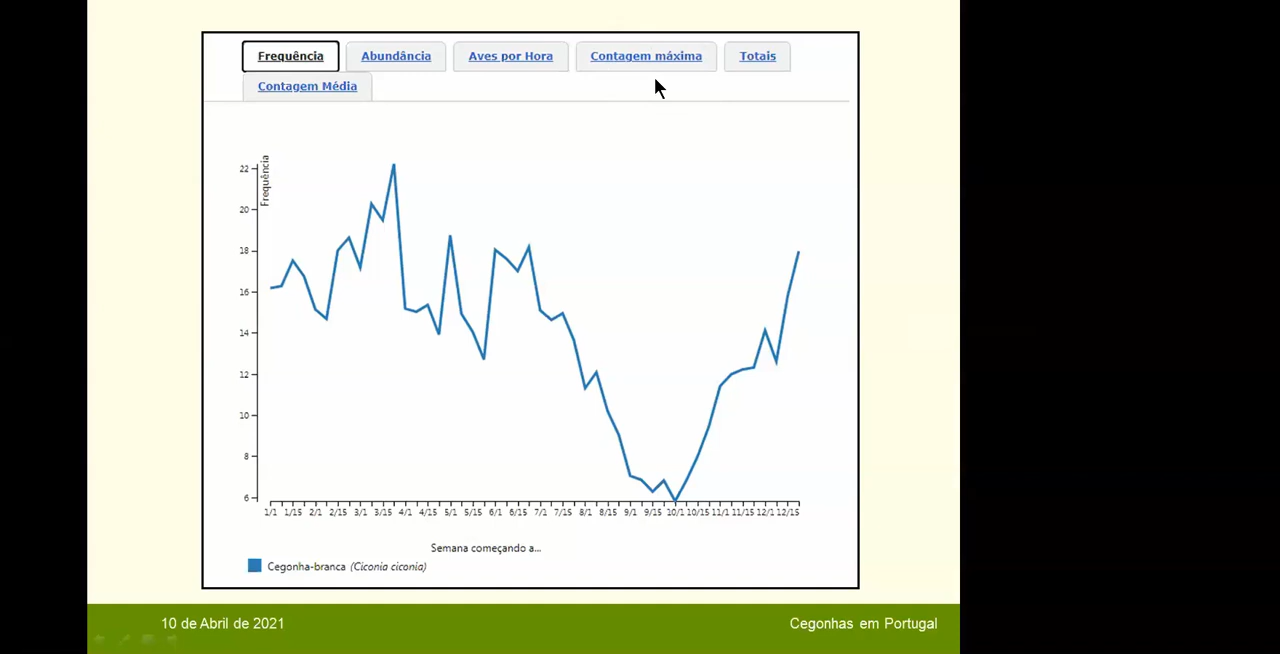 Frequência Abundância Aves por Hora Contagem máxima Totais
Contagem Média
Frequência
22
20
18
16
14
12
10
8
6
1/1 1/15 2/1 2/15 3/1 3/15 4/1 4/15 5/1 5/15 6/1 6/15 7/1 7/15 8/1 8/15 9/1 9/15 10/1 10/15 11/1 11/15 12/1 12/15
Semana começando a...
Cegonha-branca (Ciconia ciconia)
10 de Abril de 2021 Cegonhas em Portugal